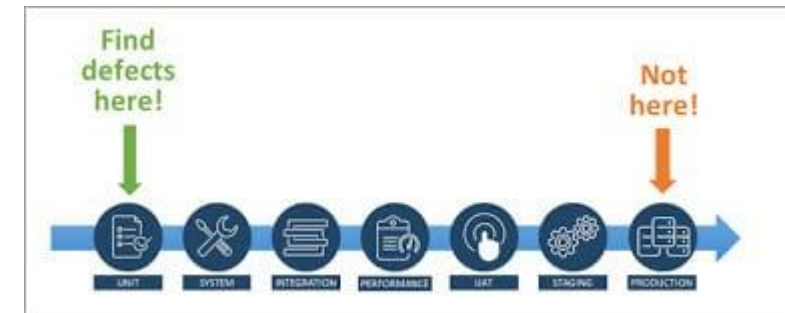 Find
defects
here!
Not
here!
UNIT
SYSTEM
INTEGRATION
PERFORMANCE
UAT
STAGING
PRODUCTION